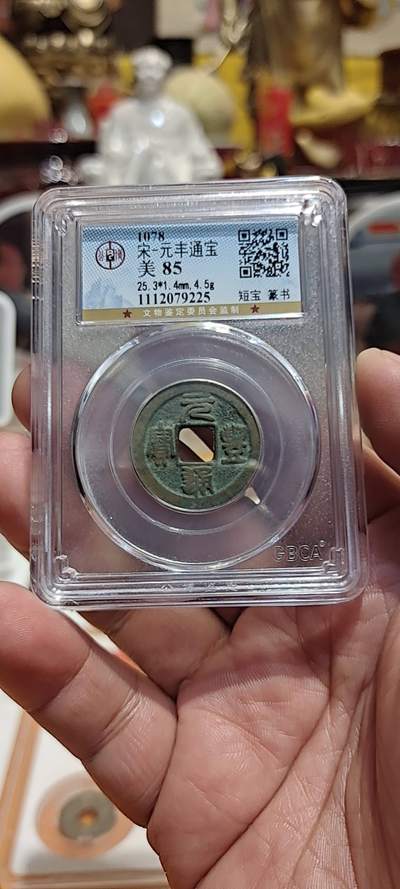 1078
宋-元丰通宝
美 85
25.3*1.4mm, 4.5g
1112079225
短宝 篆书
★ 文物鉴定委员会监制 ★
元
寶 豐
通
GBCA